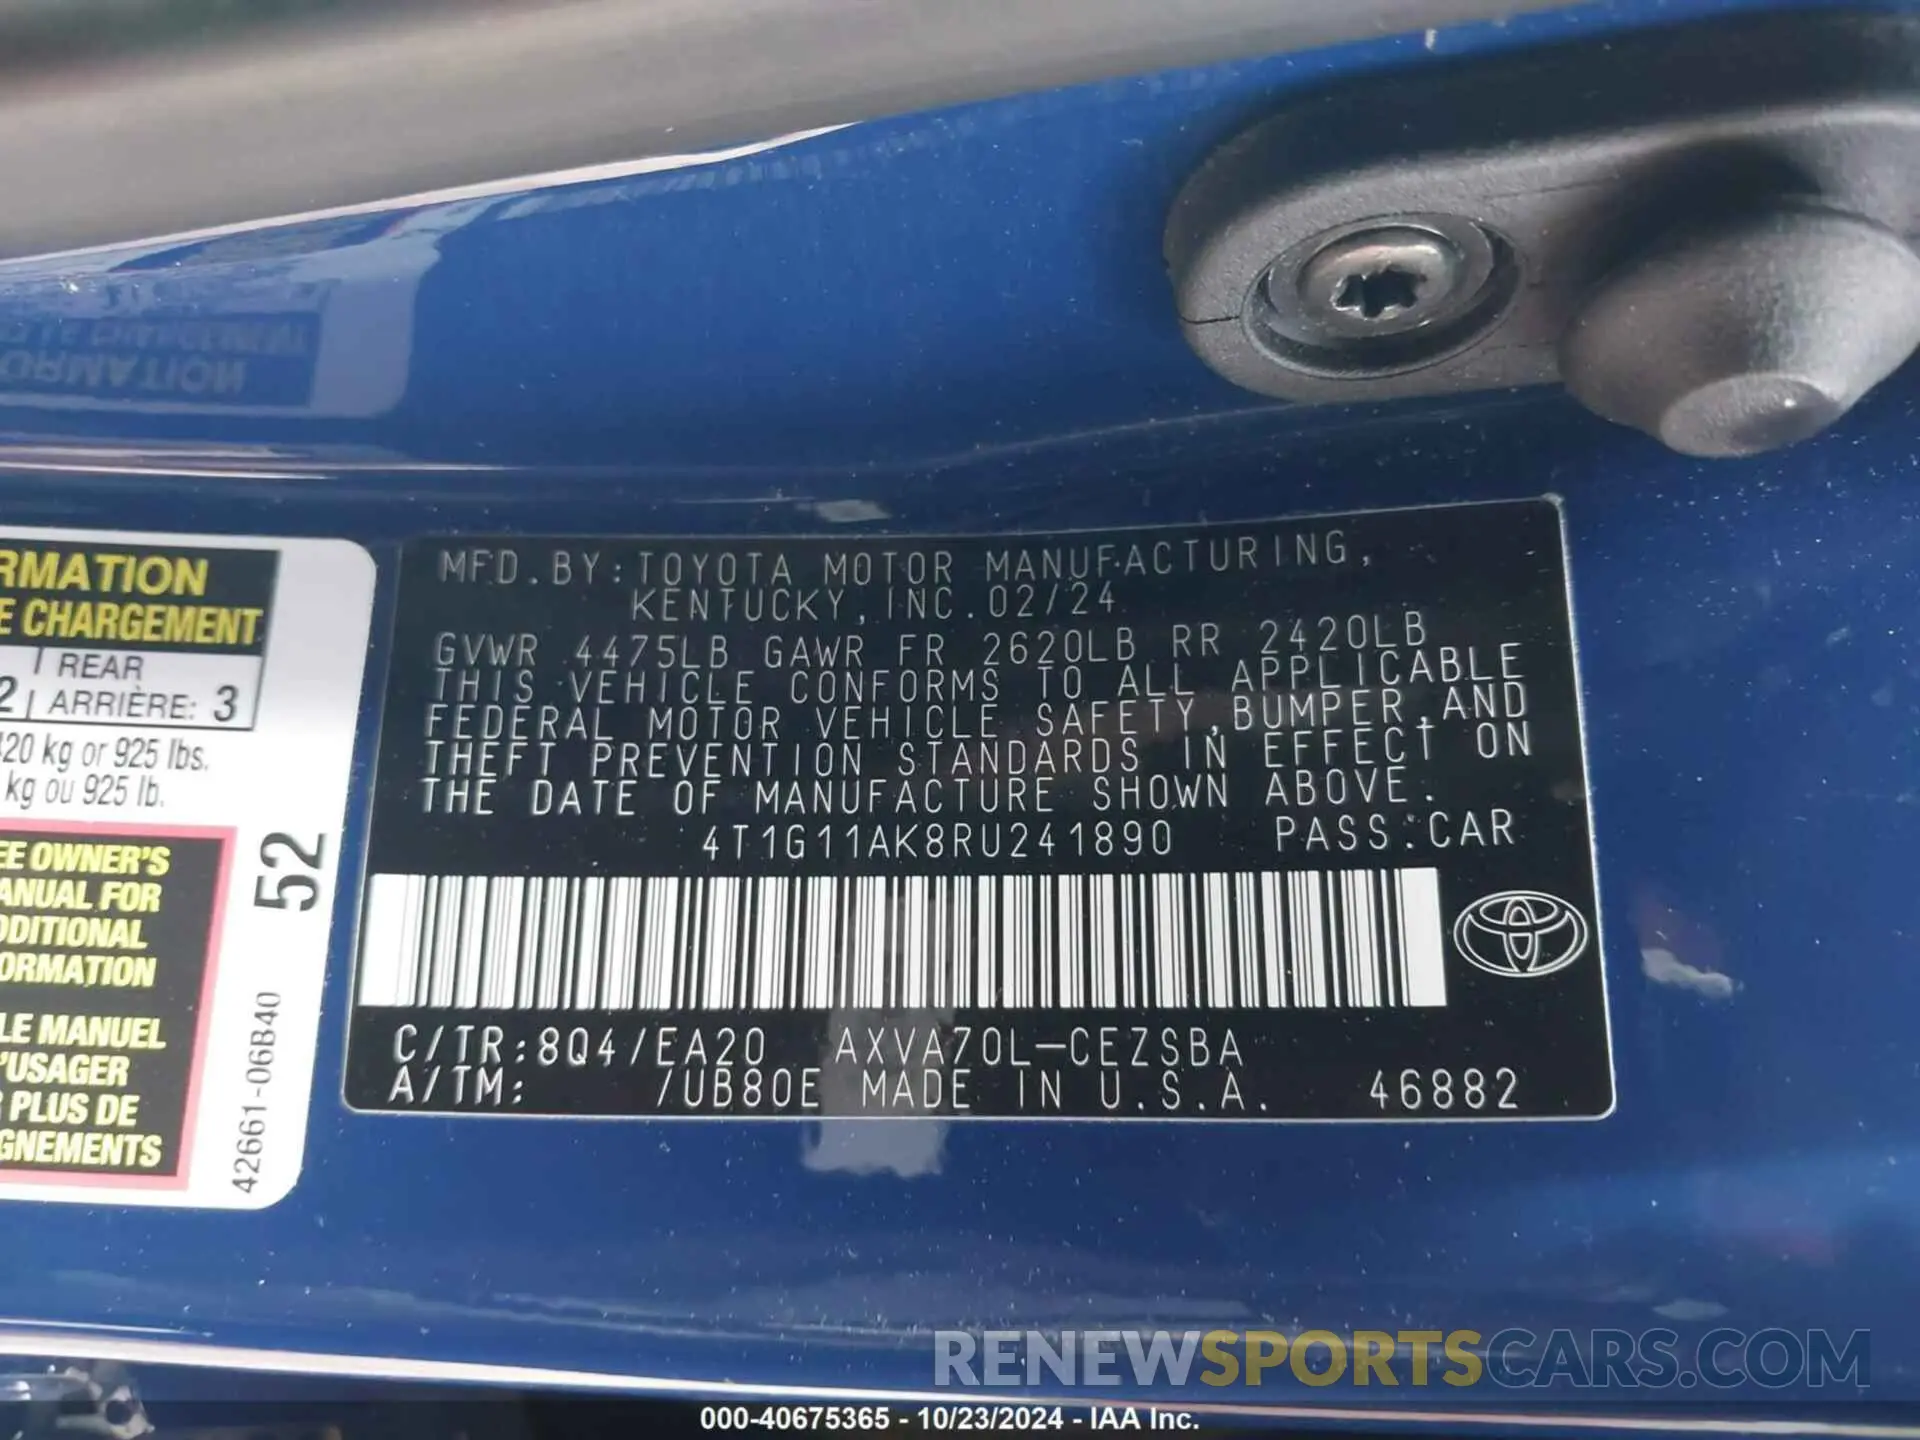 RMATION
E CHARGEMENT
REAR
2 ARRIÈRE: 3
420 kg or 925 lbs.
kg ou 925 lb.
EE OWNER'S
ANUAL FOR
DDITIONAL
ORMATION
LE MANUEL
'USAGER
PLUS DE
GNEMENTS
52
42661-06B40
MFD.BY:TOYOTA MOTOR MANUFACTURING,
KENTUCKY,INC.02/24
GVWR 4475LB GAWR FR 2620LB RR 2420LB
THIS VEHICLE CONFORMS TO ALL APPLICABLE
FEDERAL MOTOR VEHICLE SAFETY,BUMPER,AND
THEFT PREVENTION STANDARDS IN EFFECT ON
THE DATE OF MANUFACTURE SHOWN ABOVE.
4T1G11AK8RU241890 PASS.CAR
C/TR:8Q4/EA20 AXVA70L-CEZSBA
A/TM: /UB80E MADE IN U.S.A. 46882
RENEWSPORTSCARS.COM
000-40675365 - 10/23/2024 - IAA Inc.